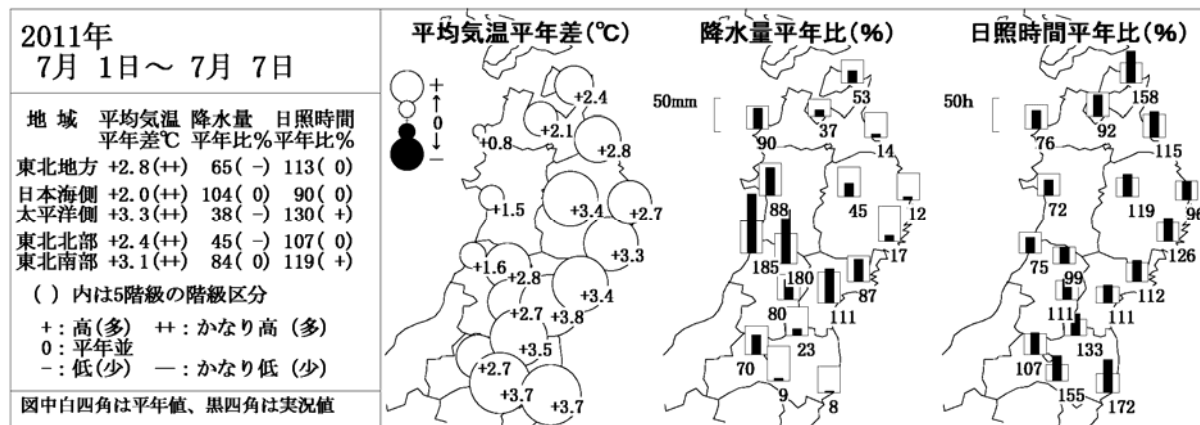 2011年
7月 1日～ 7月 7日
地 域 平均気温 降水量 日照時間
平年差℃ 平年比% 平年比%
東北地方 +2.8(++) 65( -) 113( 0)
日本海側 +2.0(++) 104( 0) 90( 0)
太平洋側 +3.3(++) 38( -) 130( +)
東北北部 +2.4(++) 45( -) 107( 0)
東北南部 +3.1(++) 84( 0) 119( +)
( ) 内は5階級の階級区分
+：高(多) ++：かなり高 (多)
0：平年並
-：低(少) —：かなり低 (少)
図中白四角は平年値、黒四角は実況値
平均気温平年差(℃)
+
↑
0
↓
-
+2.4
+2.1
+0.8
+2.8
+1.5
+3.4
+2.7
+3.3
+1.6
+2.8
+3.4
+2.7
+3.8
+3.5
+2.7
+3.7
+3.7
降水量平年比(%)
50mm
53
37
90
14
88
45
12
17
185
180
87
80
111
23
70
9
8
日照時間平年比(%)
50h
158
92
76
115
72
119
96
126
75
99
112
111
111
133
107
155
172